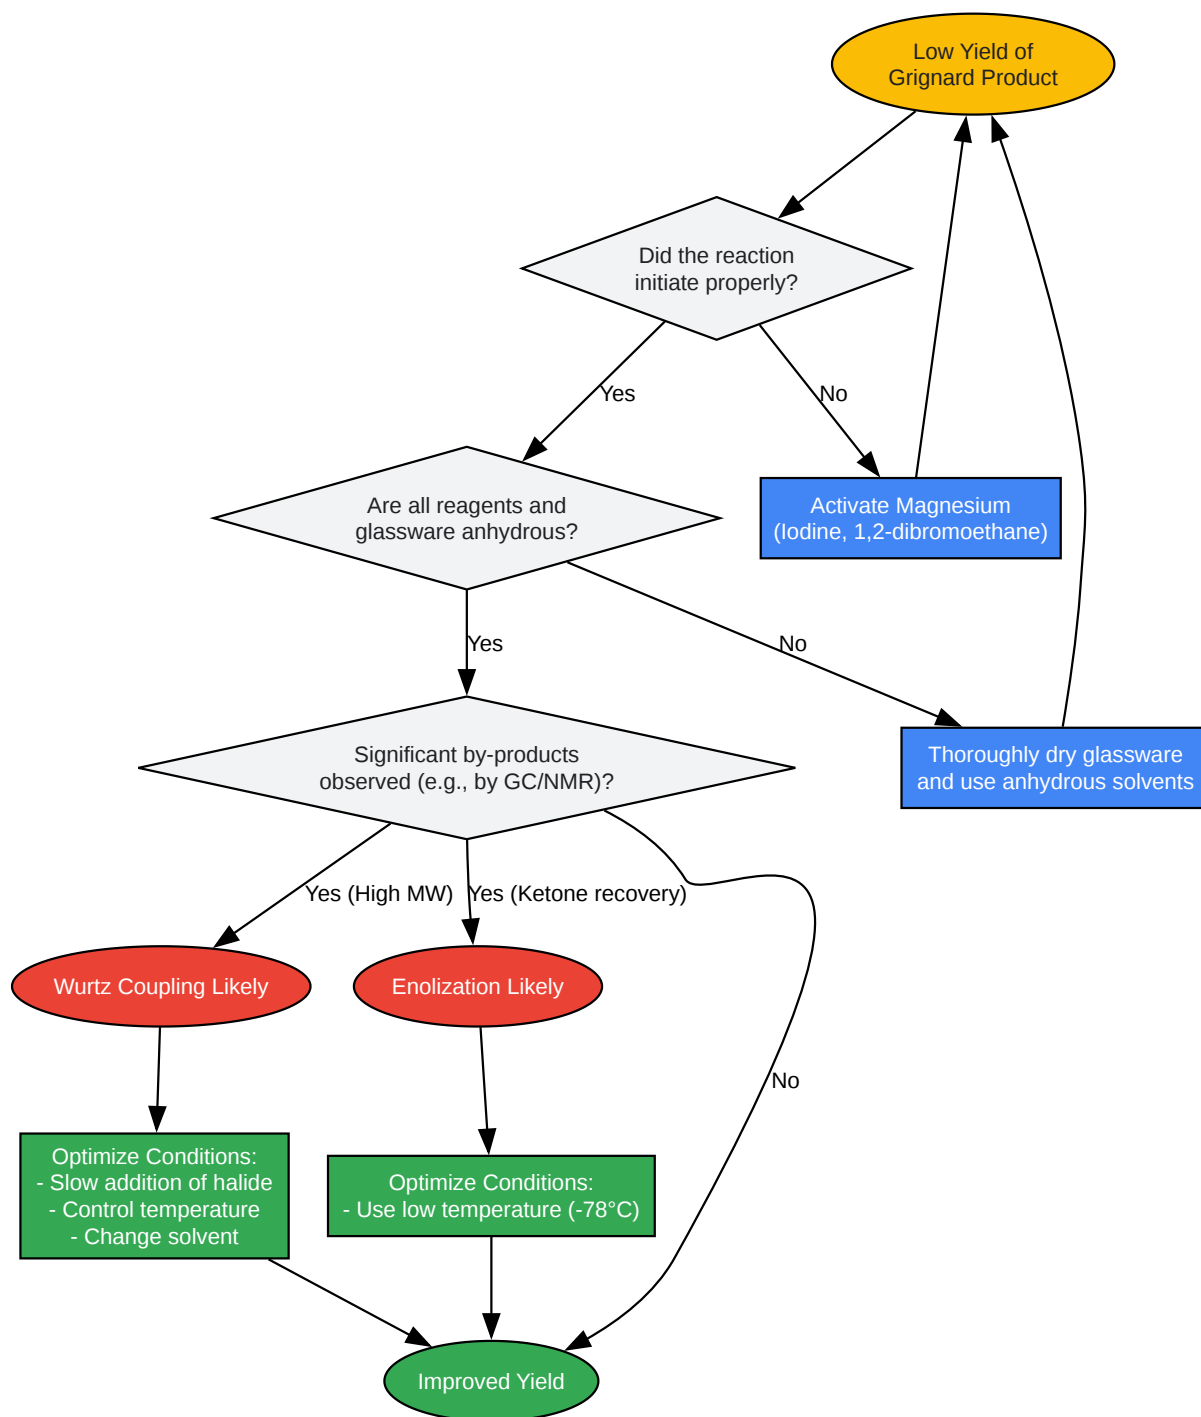 Low Yield of
Grignard Product
Did the reaction
initiate properly?
Yes
No
Are all reagents and
glassware anhydrous?
Activate Magnesium
(Iodine, 1,2-dibromoethane)
Yes
No
Significant by-products
observed (e.g., by GC/NMR)?
Thoroughly dry glassware
and use anhydrous solvents
Yes (High MW)
Yes (Ketone recovery)
Wurtz Coupling Likely
Enolization Likely
No
Optimize Conditions:
- Slow addition of halide
- Control temperature
- Change solvent
Optimize Conditions:
- Use low temperature (-78°C)
Improved Yield